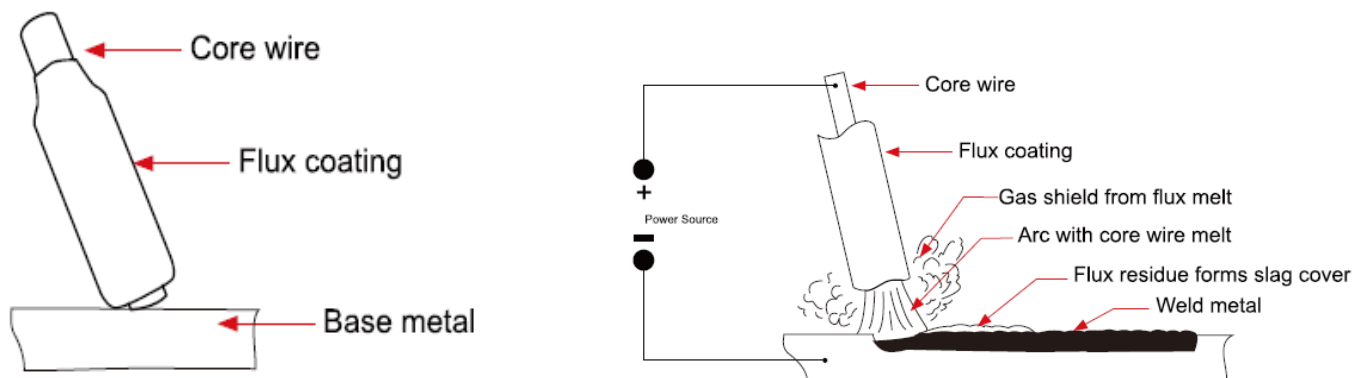 Core wire
Flux coating
Base metal
Core wire
Flux coating
Gas shield from flux melt
Arc with core wire melt
Flux residue forms slag cover
Weld metal
+
Power Source
-